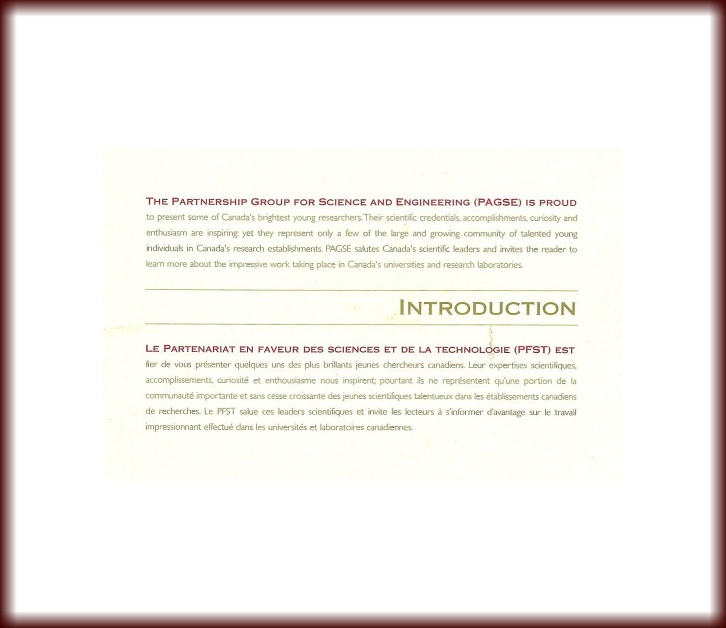 THE PARTNERSHIP GROUP FOR SCIENCE AND ENGINEERING (PAGSE) IS PROUD
to present some of Canada's brightest young researchers. Their scientific credentials, accomplishments, curiosity and
enthusiasm are inspiring; yet they represent only a few of the large and growing community of talented young
individuals in Canada's research establishments. PAGSE salutes Canada's scientific leaders and invites the reader to
learn more about the impressive work taking place in Canada's universities and research laboratories.
INTRODUCTION
LE PARTENARIAT EN FAVEUR DES SCIENCES ET DE LA TECHNOLOGIE (PFST) EST
fier de vous présenter quelques uns des plus brillants jeunes chercheurs canadiens. Leur expertises scientifiques,
accomplissements, curiosité et enthousiasme nous inspirent; pourtant ils ne représentent qu'une portion de la
communauté importante et sans cesse croissante des jeunes scientifiques talentueux dans les établissements canadiens
de recherches. Le PFST salue ces leaders scientifiques et invite les lecteurs à s'informer d'avantage sur le travail
impressionnant effectué dans les universités et laboratoires canadiennes.